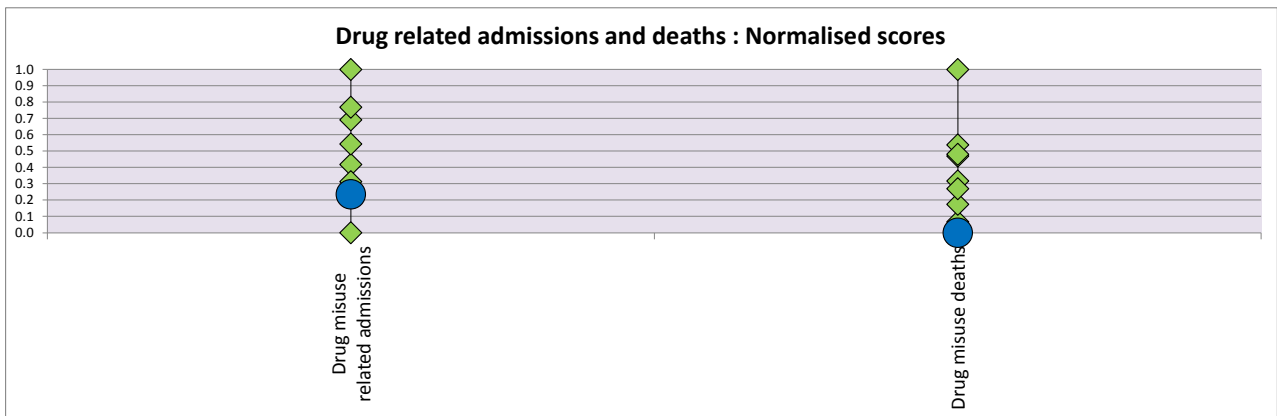 Drug related admissions and deaths : Normalised scores
1.0
0.9
0.8
0.7
0.6
0.5
0.4
0.3
0.2
0.1
0.0
Drug misuse
related admissions
Drug misuse deaths